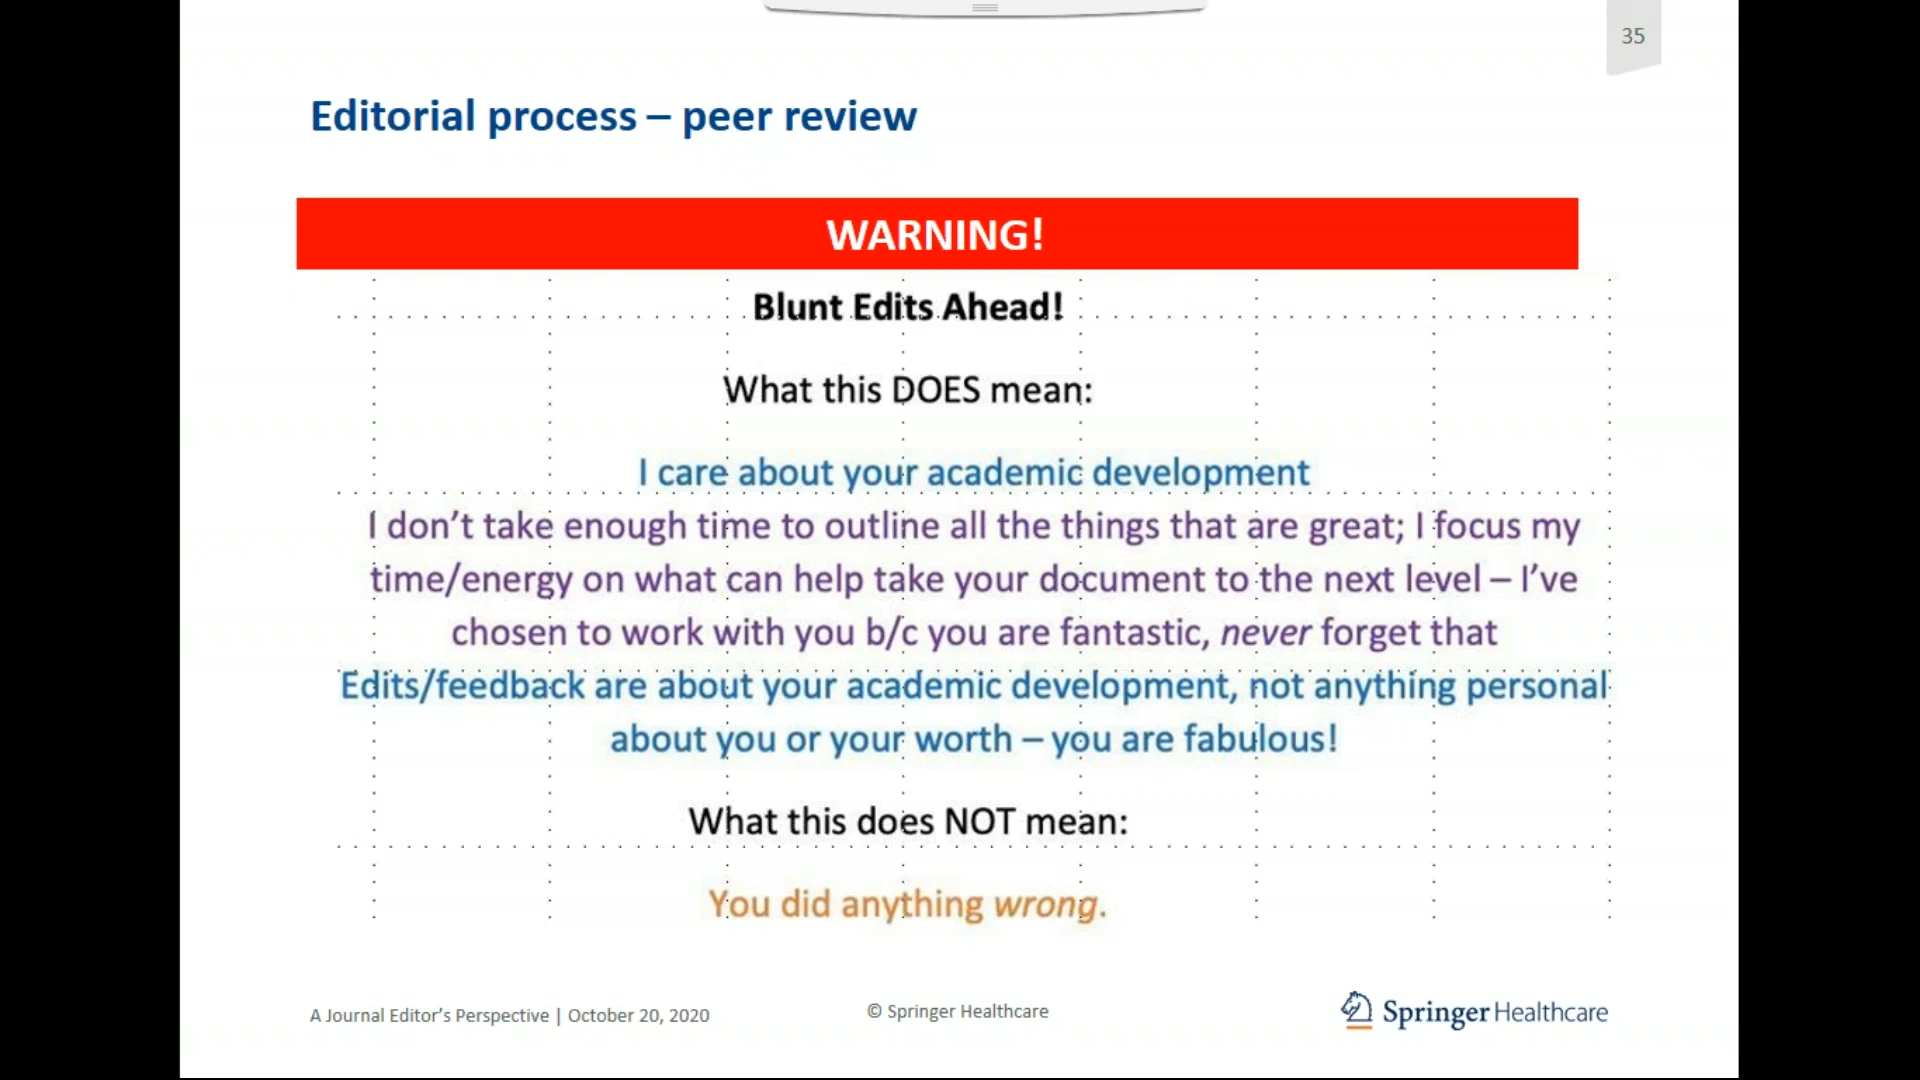 35
Editorial process – peer review
WARNING!
Blunt Edits Ahead!
What this DOES mean:
I care about your academic development
I don’t take enough time to outline all the things that are great; I focus my
time/energy on what can help take your document to the next level – I’ve
chosen to work with you b/c you are fantastic, never forget that
Edits/feedback are about your academic development, not anything personal
about you or your worth – you are fabulous!
What this does NOT mean:
You did anything wrong.
A Journal Editor’s Perspective | October 20, 2020
© Springer Healthcare
Springer Healthcare